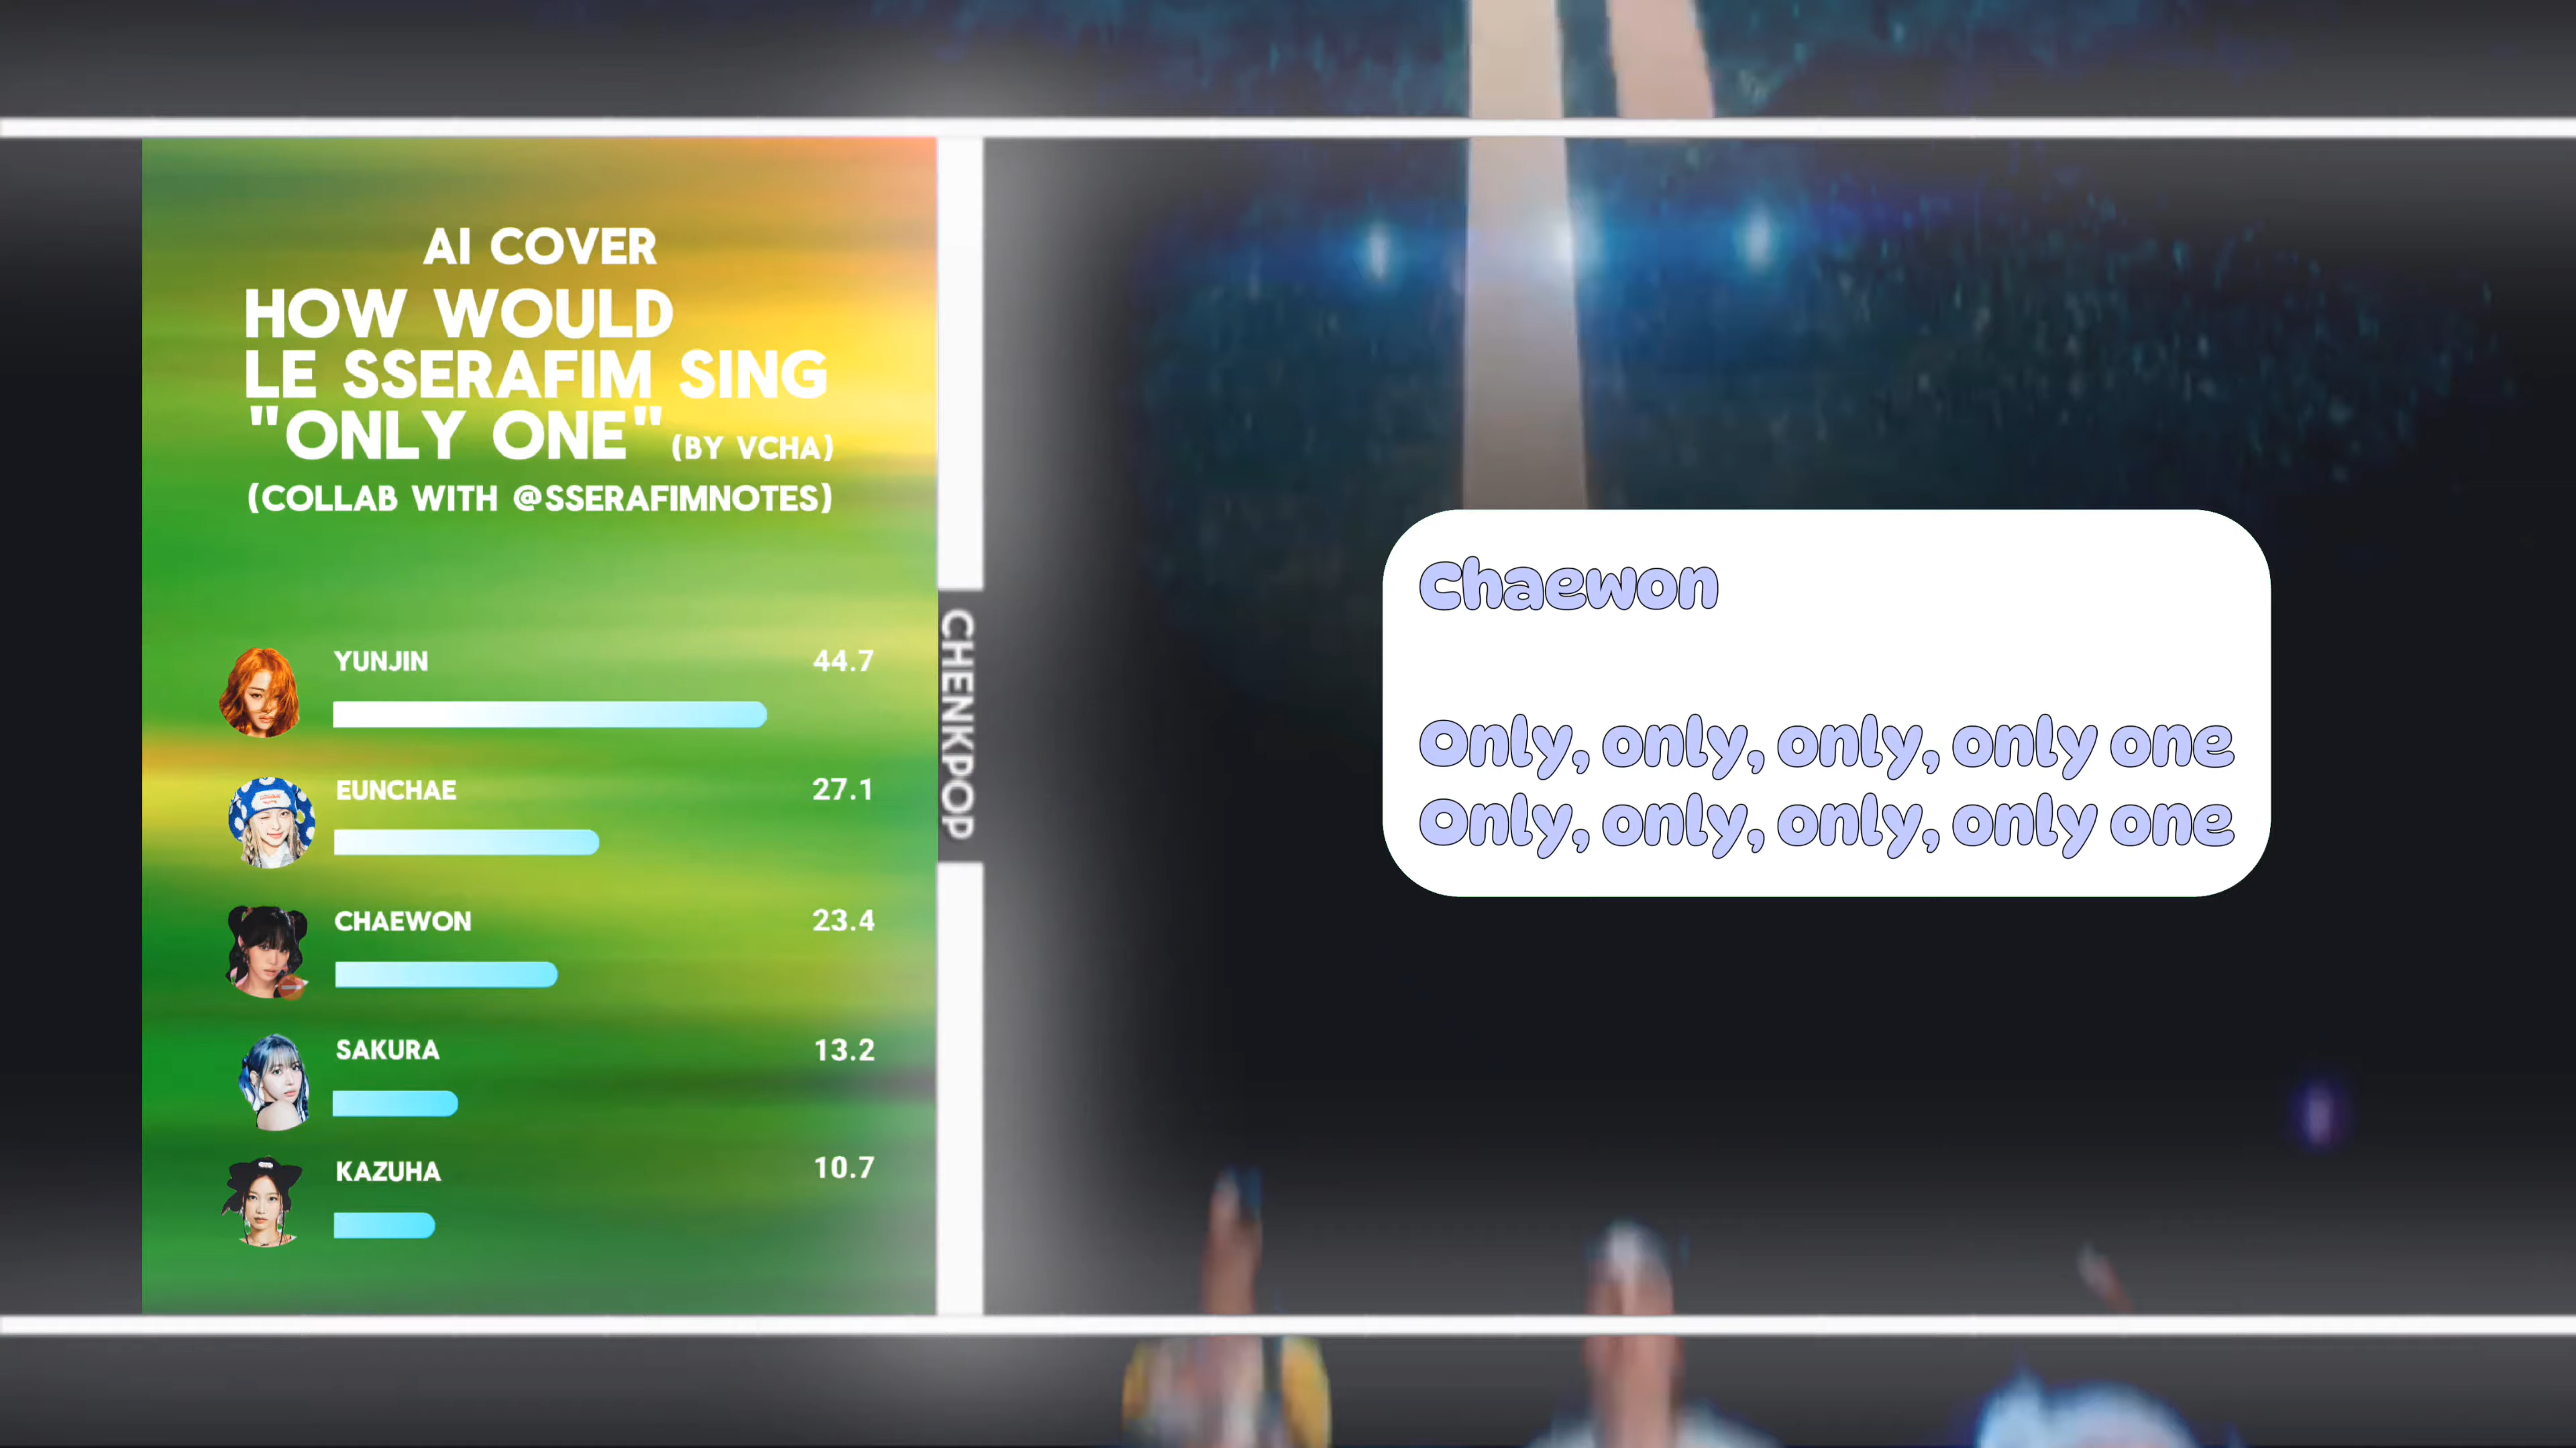 AI COVER
HOW WOULD
LE SSERAFIM SING
"ONLY ONE" (BY VCHA)
(COLLAB WITH @SSERAFIMNOTES)
YUNJIN 44.7
EUNCHAE 27.1
CHAEWON 23.4
SAKURA 13.2
KAZUHA 10.7
CHENKPOP
Chaewon
Only, only, only, only one
Only, only, only, only one